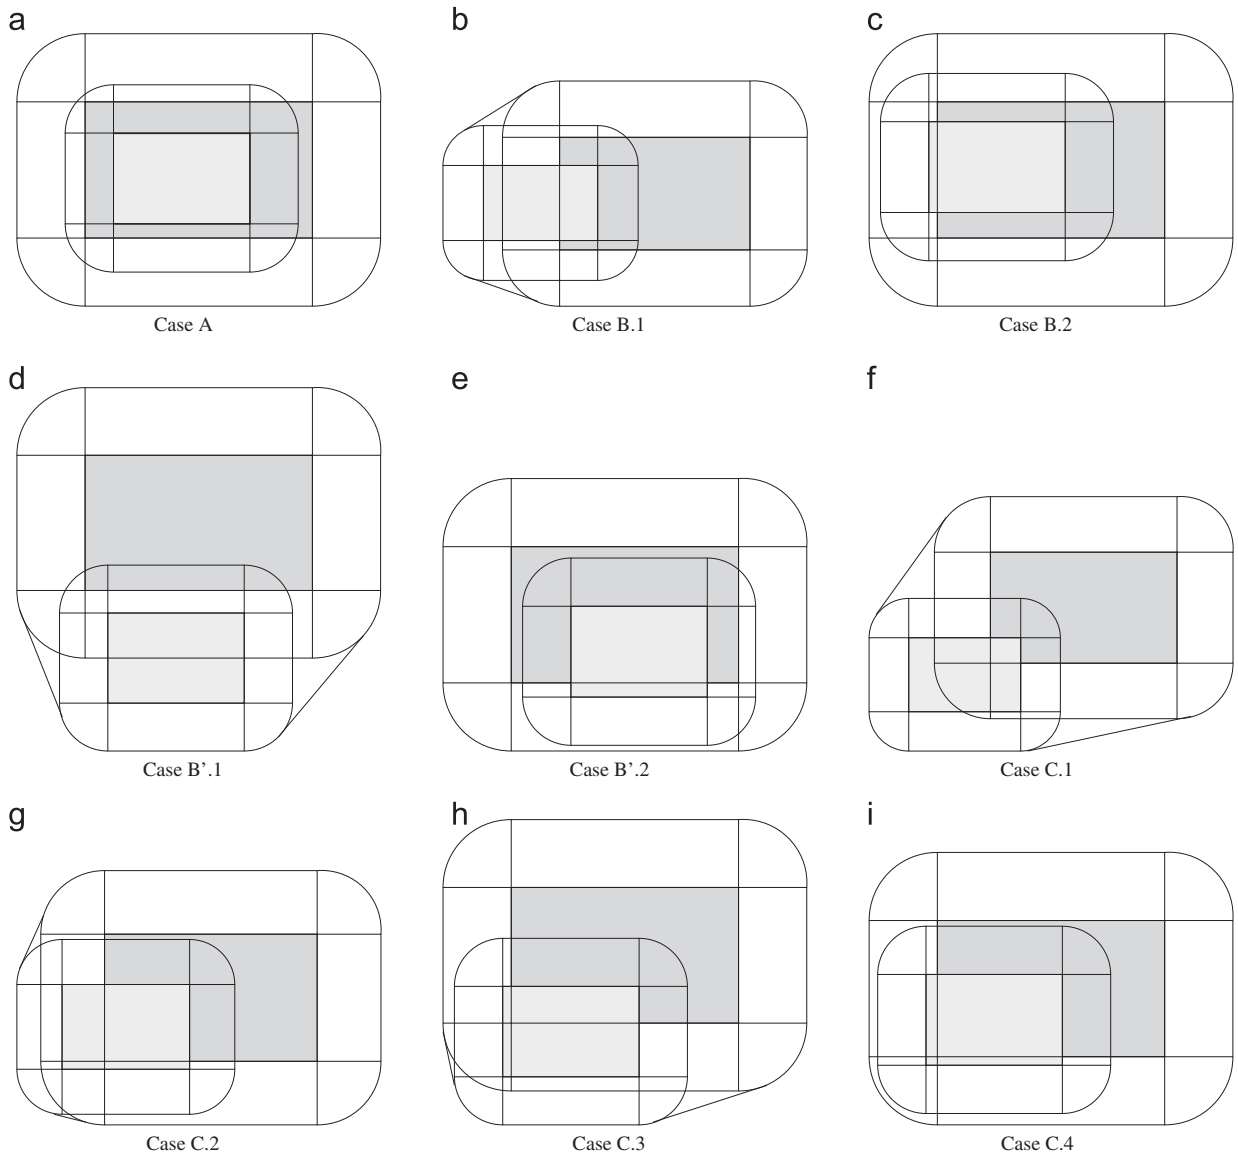 a
b
c
Case A
Case B.1
Case B.2
d
e
f
Case B’.1
Case B’.2
Case C.1
g
h
i
Case C.2
Case C.3
Case C.4